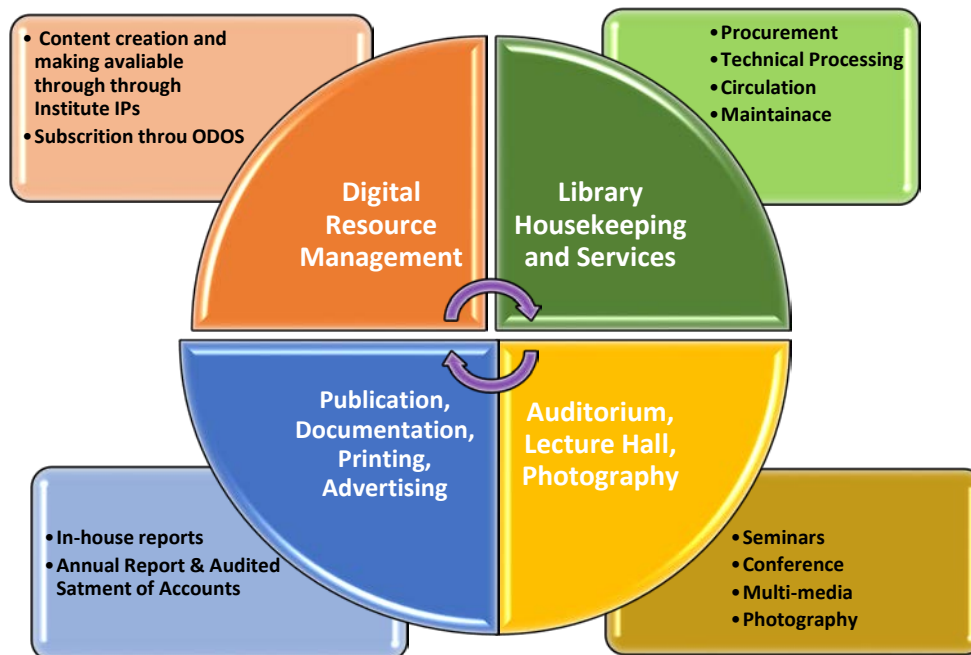 • Content creation and
making avaliable
through through
Institute IPs
• Subscrition throu ODOS
• Procurement
• Technical Processing
• Circulation
• Maintainace
Digital
Resource
Management
Library
Housekeeping
and Services
Publication,
Documentation,
Printing,
Advertising
Auditorium,
Lecture Hall,
Photography
• In-house reports
• Annual Report & Audited
Satment of Accounts
• Seminars
• Conference
• Multi-media
• Photography